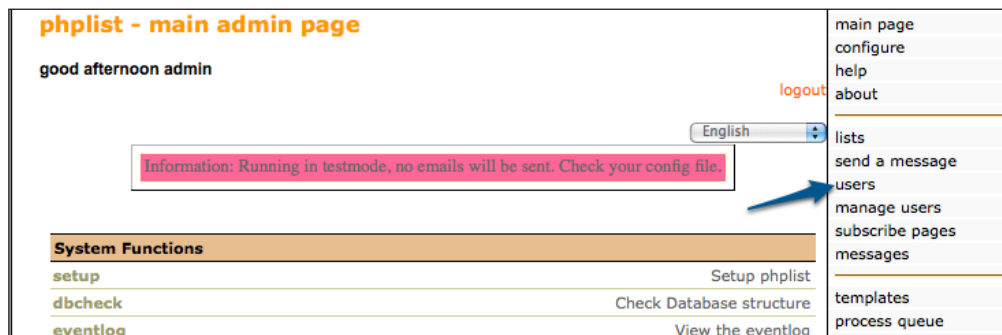 phplist - main admin page
good afternoon admin
logout
English
Information: Running in testmode, no emails will be sent. Check your config file.
System Functions
setup Setup phplist
dbcheck Check Database structure
eventlog View the eventlog
main page
configure
help
about
lists
send a message
users
manage users
subscribe pages
messages
templates
process queue